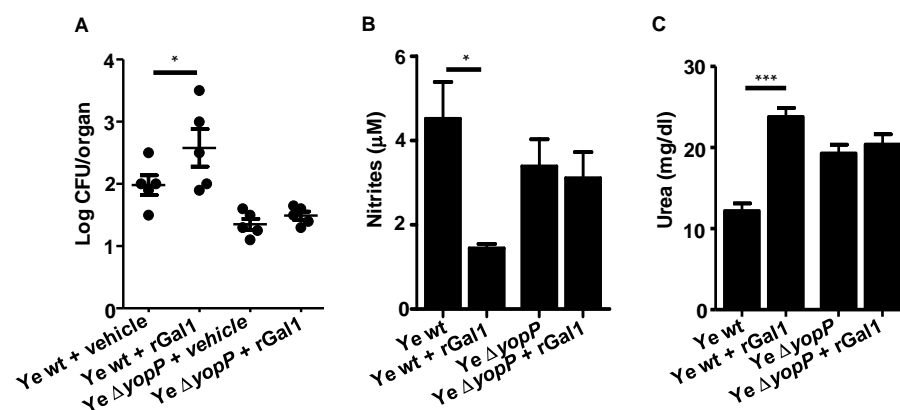 A
Log CFU/organ
4
3
2
1
0
*
Ye wt + vehicle
Ye wt + rGal1
Ye ΔyopP + vehicle
Ye ΔyopP + rGal1
B
Nitrites (µM)
6
4
2
0
*
Ye wt
Ye wt + rGal1
Ye ΔyopP
Ye ΔyopP + rGal1
C
Urea (mg/dl)
30
20
10
0
***
Ye wt
Ye wt + rGal1
Ye ΔyopP
Ye ΔyopP + rGal1